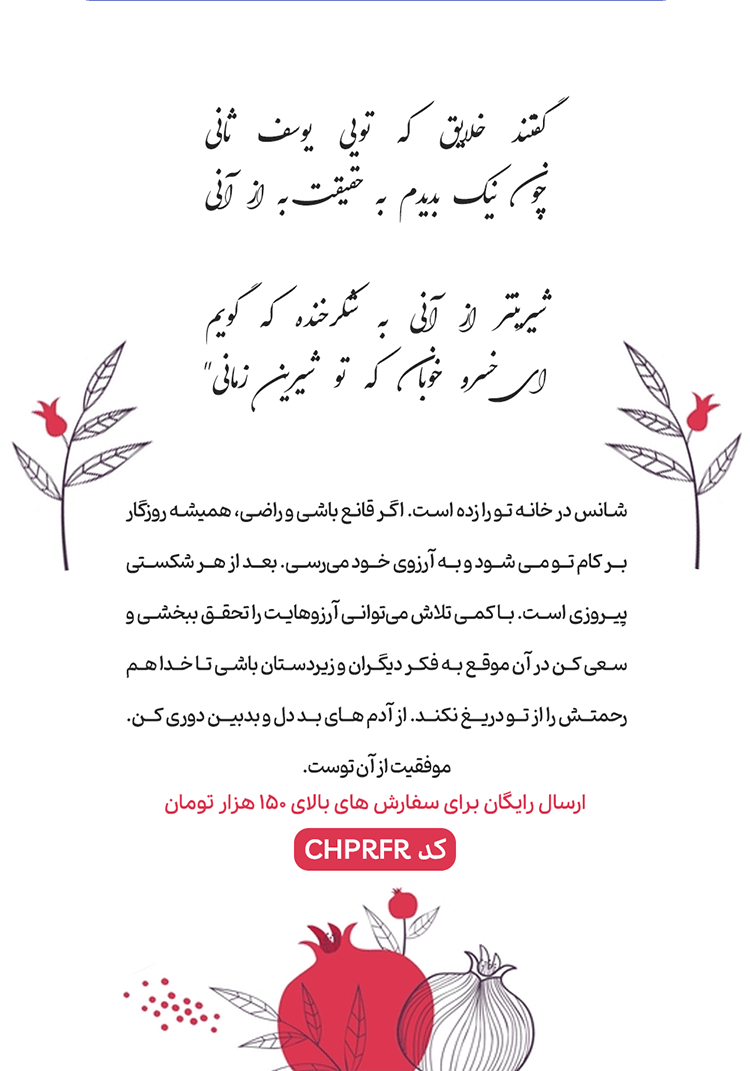 گفتند خلایق که تویی یوسف ثانی
چون نیک بدیدم به حقیقت به از آنی
شیرینتر از آنی به شکرخنده که گویم
ای خسرو خوبان که تو شیرین زمانی"
شانس در خانه تو را زده است. اگر قانع باشی و راضی، همیشه روزگار
بر کام تو می شود و به آرزوی خود می‌رسی. بعد از هر شکستی
پیروزی است. با کمی تلاش می‌توانی آرزوهایت را تحقق ببخشی و
سعی کن در آن موقع به فکر دیگران و زیردستان باشی تا خدا هم
رحمتش را از تو دریغ نکند. از آدم های بد دل و بدبین دوری کن.
موفقیت از آن توست.
ارسال رایگان برای سفارش های بالای ۱۵۰ هزار تومان
کد CHPRFR